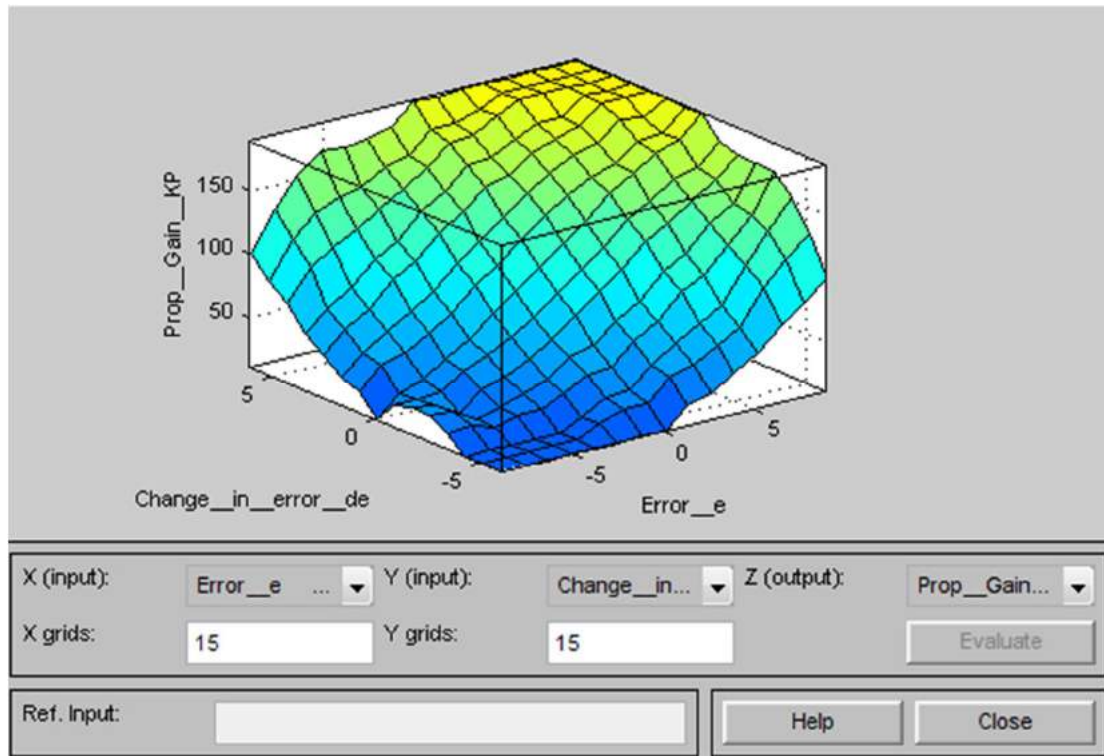 Prop__Gain__KP
150
100
50
5
0
-5
Change__in__error__de
-5
0
5
Error__e
X (input): Error__e ... Y (input): Change__in... Z (output): Prop__Gain...
X grids: 15 Y grids: 15 Evaluate
Ref. Input: Help Close